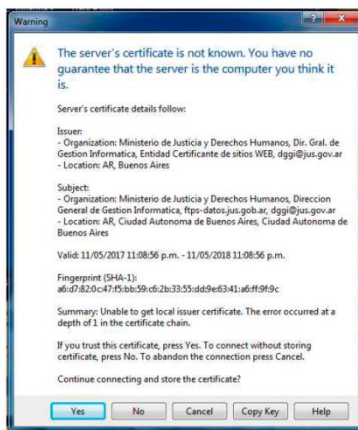 Warning
The server's certificate is not known. You have no
guarantee that the server is the computer you think it
is.
Server's certificate details follow:
Issuer:
- Organization: Ministerio de Justicia y Derechos Humanos, Dir. Gral. de
Gestion Informatica, Entidad Certificante de sitios WEB, dggi@jus.gov.ar
- Location: AR, Buenos Aires
Subject:
- Organization: Ministerio de Justicia y Derechos Humanos, Direccion
General de Gestion Informatica, ftps-datos.jus.gob.ar, dggi@jus.gov.ar
- Location: AR, Ciudad Autonoma de Buenos Aires, Ciudad Autonoma de
Buenos Aires
Valid: 11/05/2017 11:08:56 p.m. - 11/05/2018 11:08:56 p.m.
Fingerprint (SHA-1):
a6:d7:82:0c:47:f5:bb:59:c6:2b:33:55:dd:9e:63:41:a6:ff:9f:9c
Summary: Unable to get local issuer certificate. The error occurred at a
depth of 1 in the certificate chain.
If you trust this certificate, press Yes. To connect without storing
certificate, press No. To abandon the connection press Cancel.
Continue connecting and store the certificate?
Yes No Cancel Copy Key Help